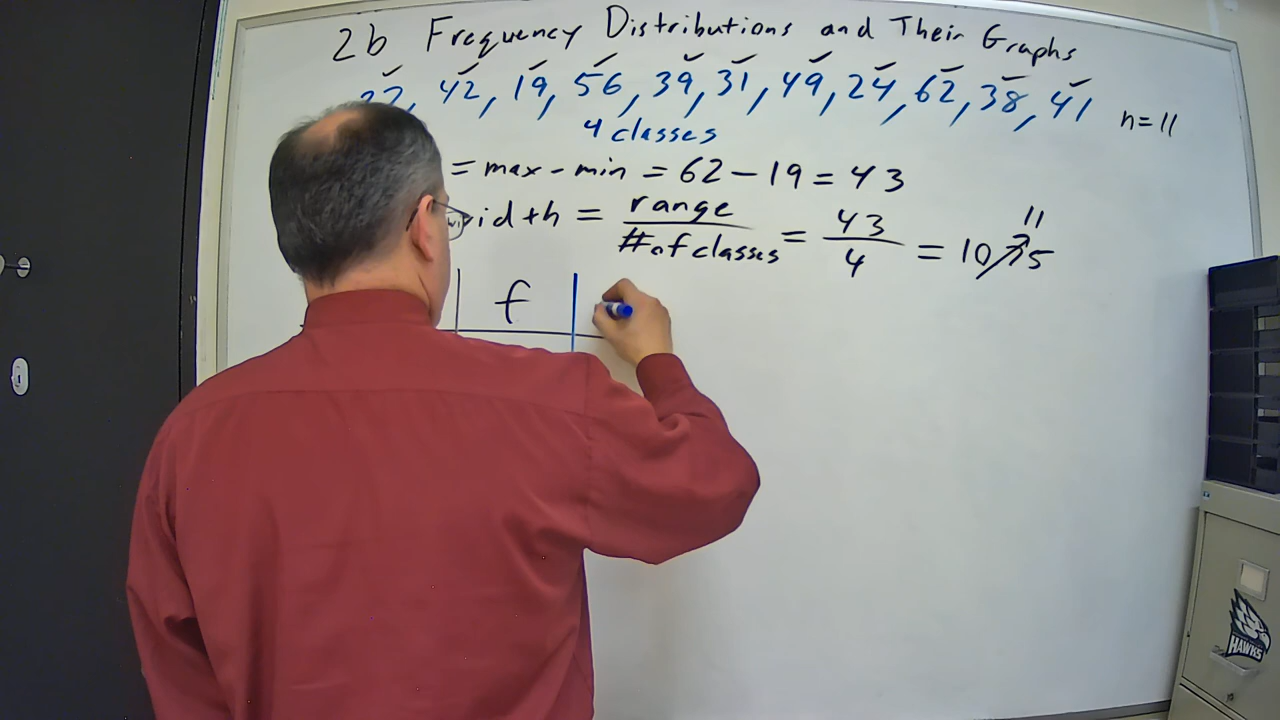 2b Frequency Distributions and Their Graphs
42, 19, 56, 39, 31, 49, 24, 62, 38, 41 n=11
4 classes
= max - min = 62 - 19 = 43
width = range / # of classes = 43 / 4 = 10.75 11
f
HAWKS